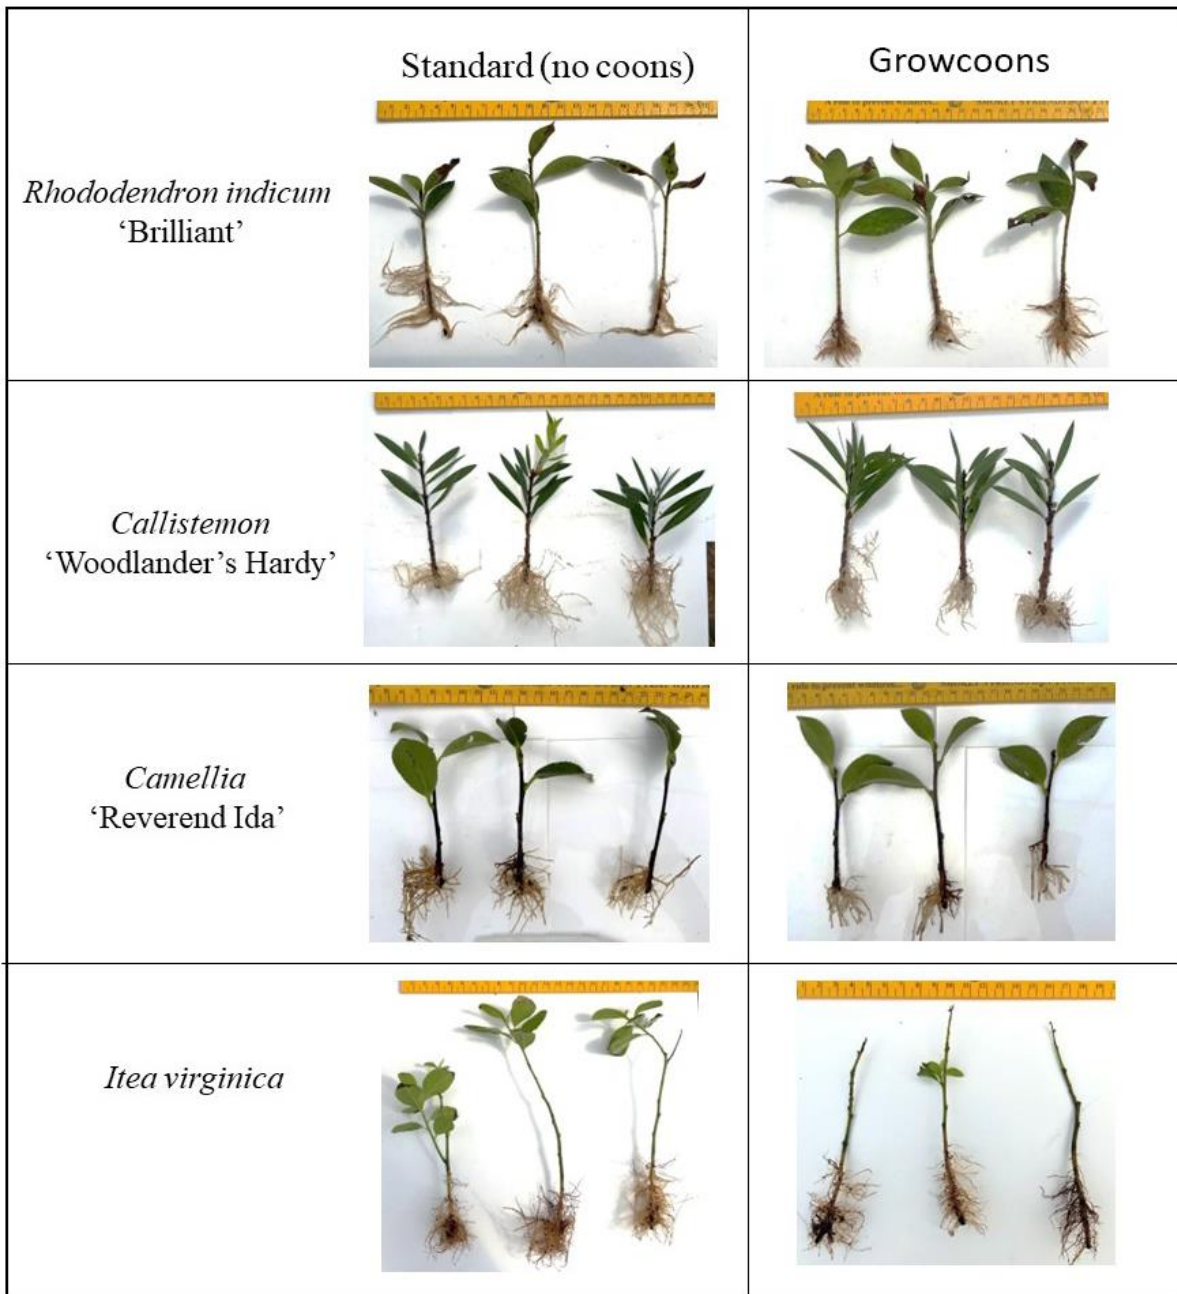 Standard (no coons)
Growcoons
Rhododendron indicum
‘Brilliant’
Callistemon
‘Woodlander’s Hardy’
Camellia
‘Reverend Ida’
Itea virginica